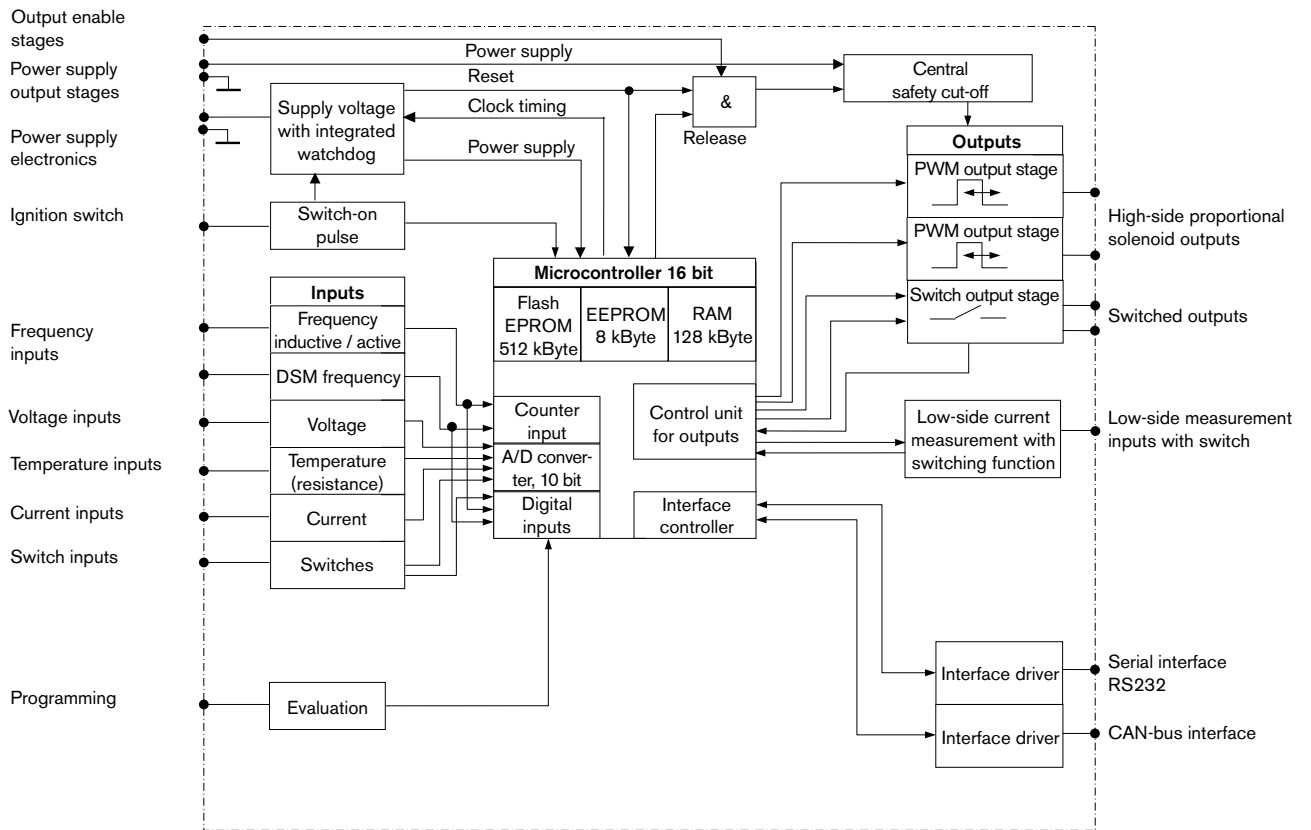 Output enable
stages
Power supply
output stages
Power supply
electronics
Ignition switch
Frequency
inputs
Voltage inputs
Temperature inputs
Current inputs
Switch inputs
Programming
Power supply
Reset
Clock timing
Power supply
Supply voltage
with integrated
watchdog
Switch-on
pulse
&
Release
Central
safety cut-off
Inputs
Frequency
inductive / active
DSM frequency
Voltage
Temperature
(resistance)
Current
Switches
Evaluation
Microcontroller 16 bit
Flash
EPROM
512 kByte
EEPROM
8 kByte
RAM
128 kByte
Counter
input
A/D conver-
ter, 10 bit
Digital
inputs
Control unit
for outputs
Interface
controller
Outputs
PWM output stage
PWM output stage
Switch output stage
Low-side current
measurement with
switching function
Interface driver
Interface driver
High-side proportional
solenoid outputs
Switched outputs
Low-side measurement
inputs with switch
Serial interface
RS232
CAN-bus interface